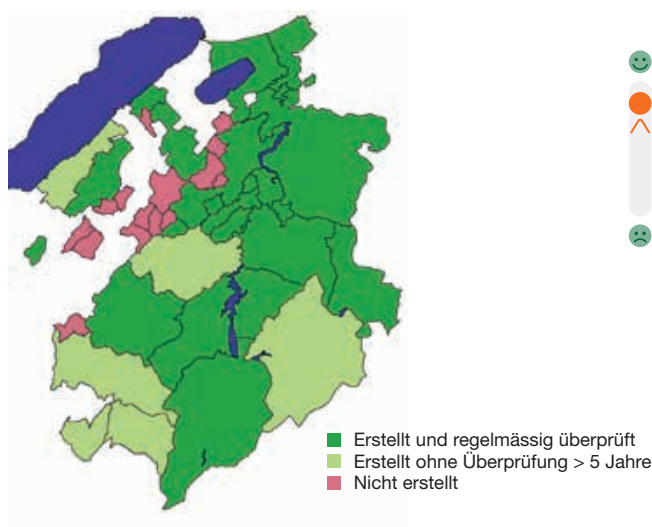 Erstellt und regelmässig überprüft
Erstellt ohne Überprüfung > 5 Jahre
Nicht erstellt